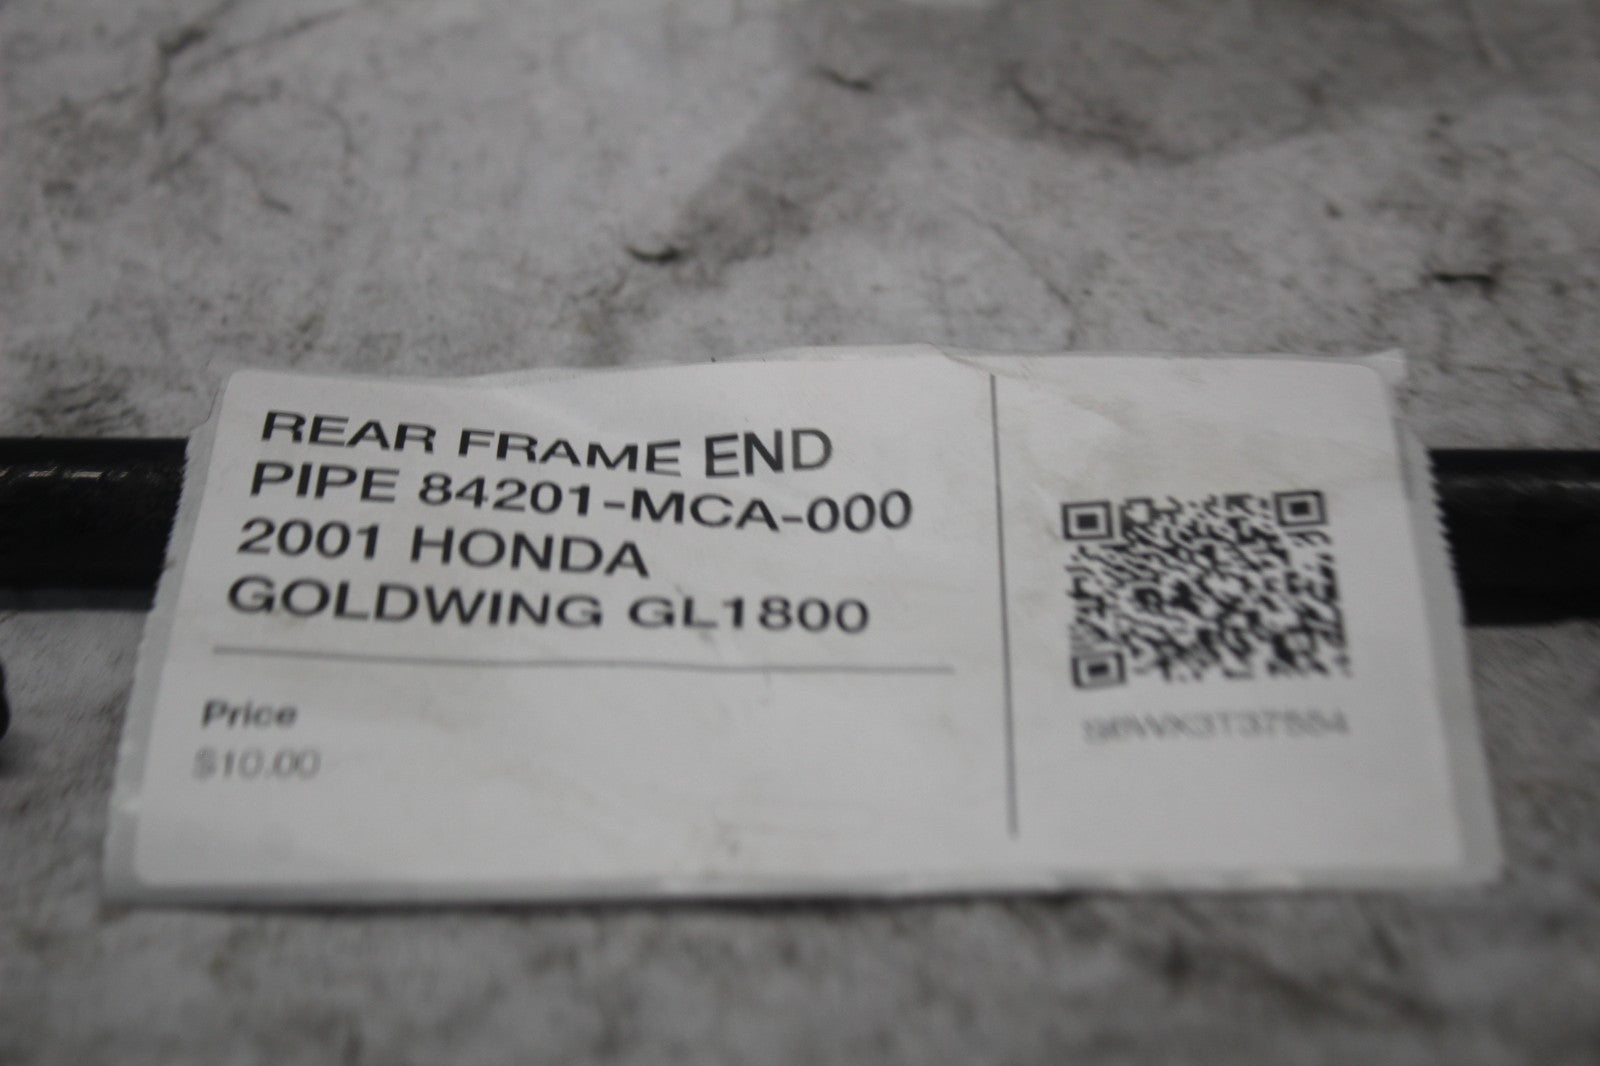 REAR FRAME END
PIPE 84201-MCA-000
2001 HONDA
GOLDWING GL1800
Price
$10.00